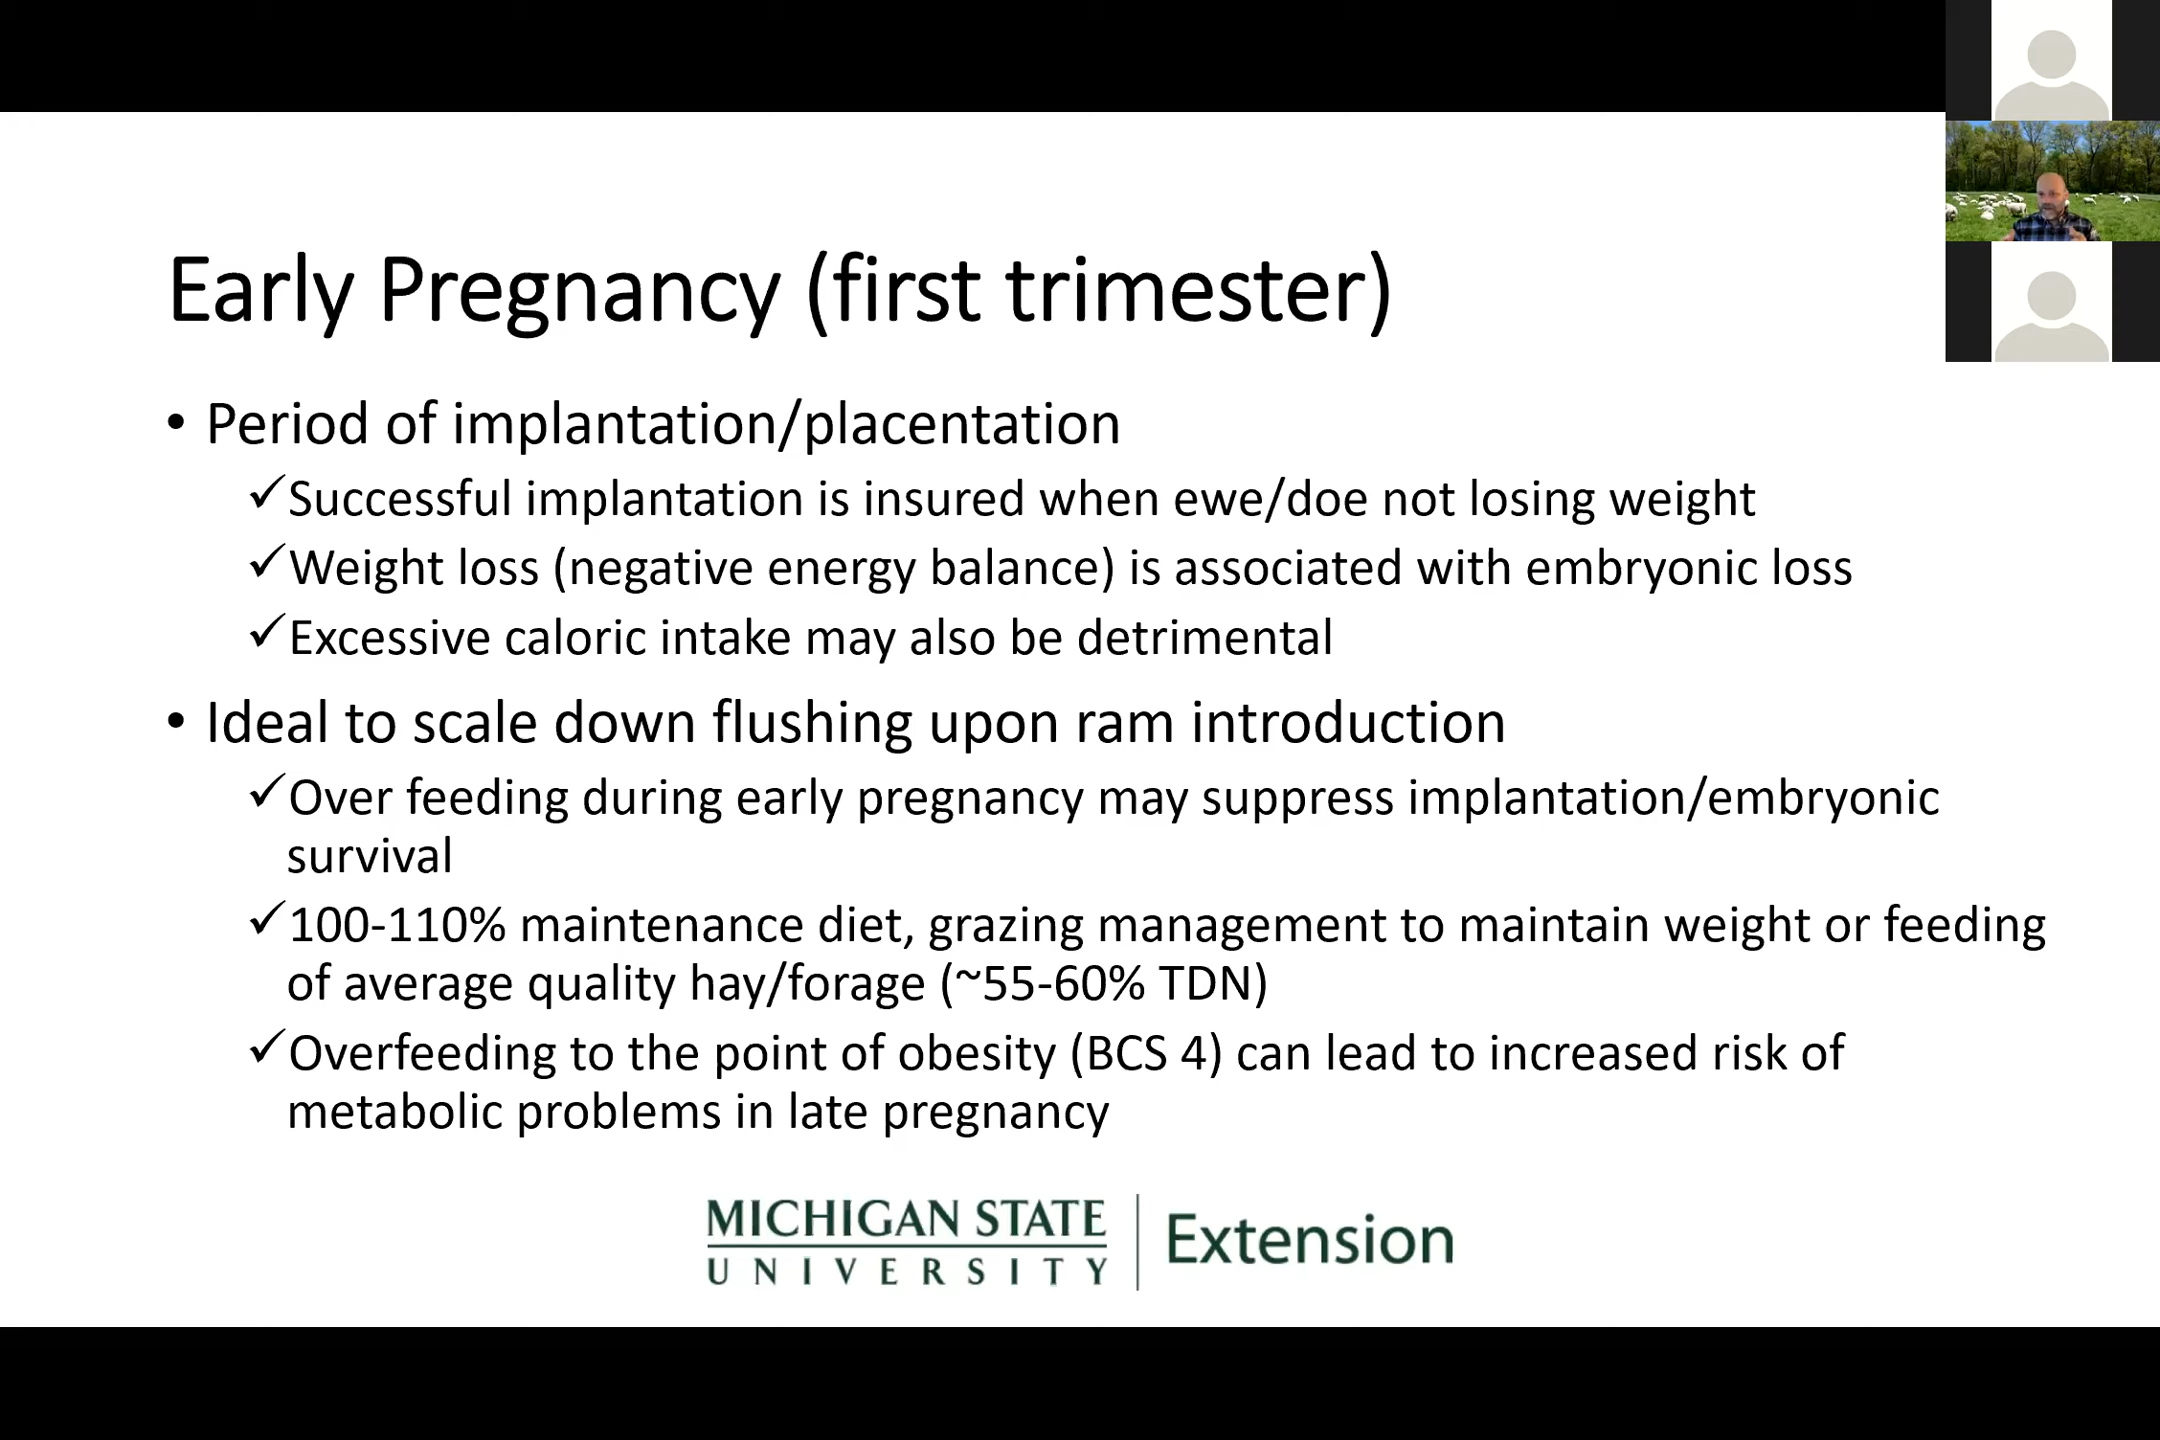 Early Pregnancy (first trimester)
• Period of implantation/placentation
✓Successful implantation is insured when ewe/doe not losing weight
✓Weight loss (negative energy balance) is associated with embryonic loss
✓Excessive caloric intake may also be detrimental
• Ideal to scale down flushing upon ram introduction
✓Over feeding during early pregnancy may suppress implantation/embryonic
survival
✓100-110% maintenance diet, grazing management to maintain weight or feeding
of average quality hay/forage (~55-60% TDN)
✓Overfeeding to the point of obesity (BCS 4) can lead to increased risk of
metabolic problems in late pregnancy
MICHIGAN STATE
UNIVERSITY
Extension